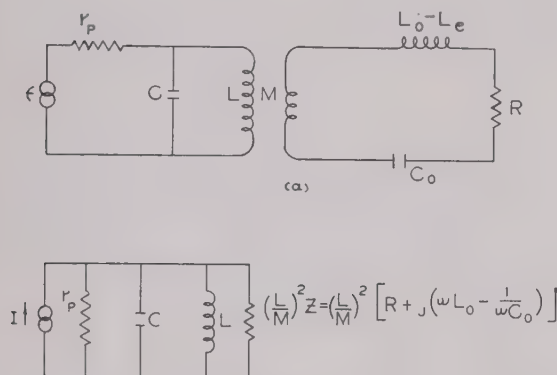 r_p
L_o-L_e
ϵ
C
L
M
R
C_o
(a)
I
r_p
C
L
(L/M)^2 Z=(L/M)^2 [R + j(ωL_o - 1/ωC_o)]